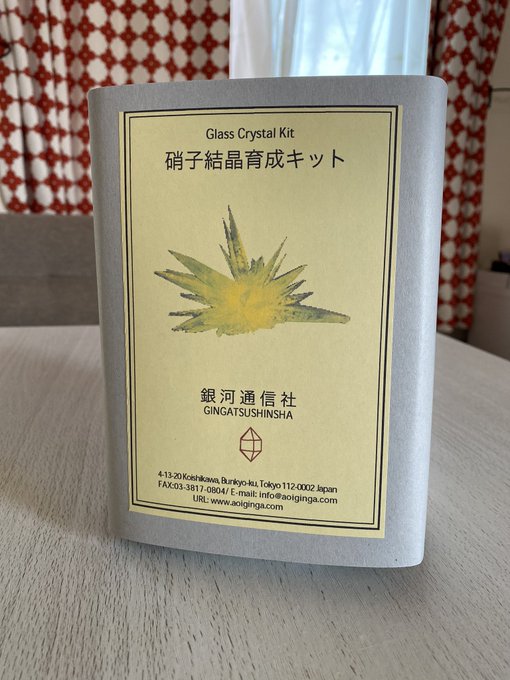 Glass Crystal Kit
硝子結晶育成キット
銀河通信社
GINGATSUSHINSHA
4-13-20 Koishikawa, Bunkyo-ku, Tokyo 112-0002 Japan
FAX:03-3817-0804/ E-mail: info@aoiginga.com
URL: www.aoiginga.com